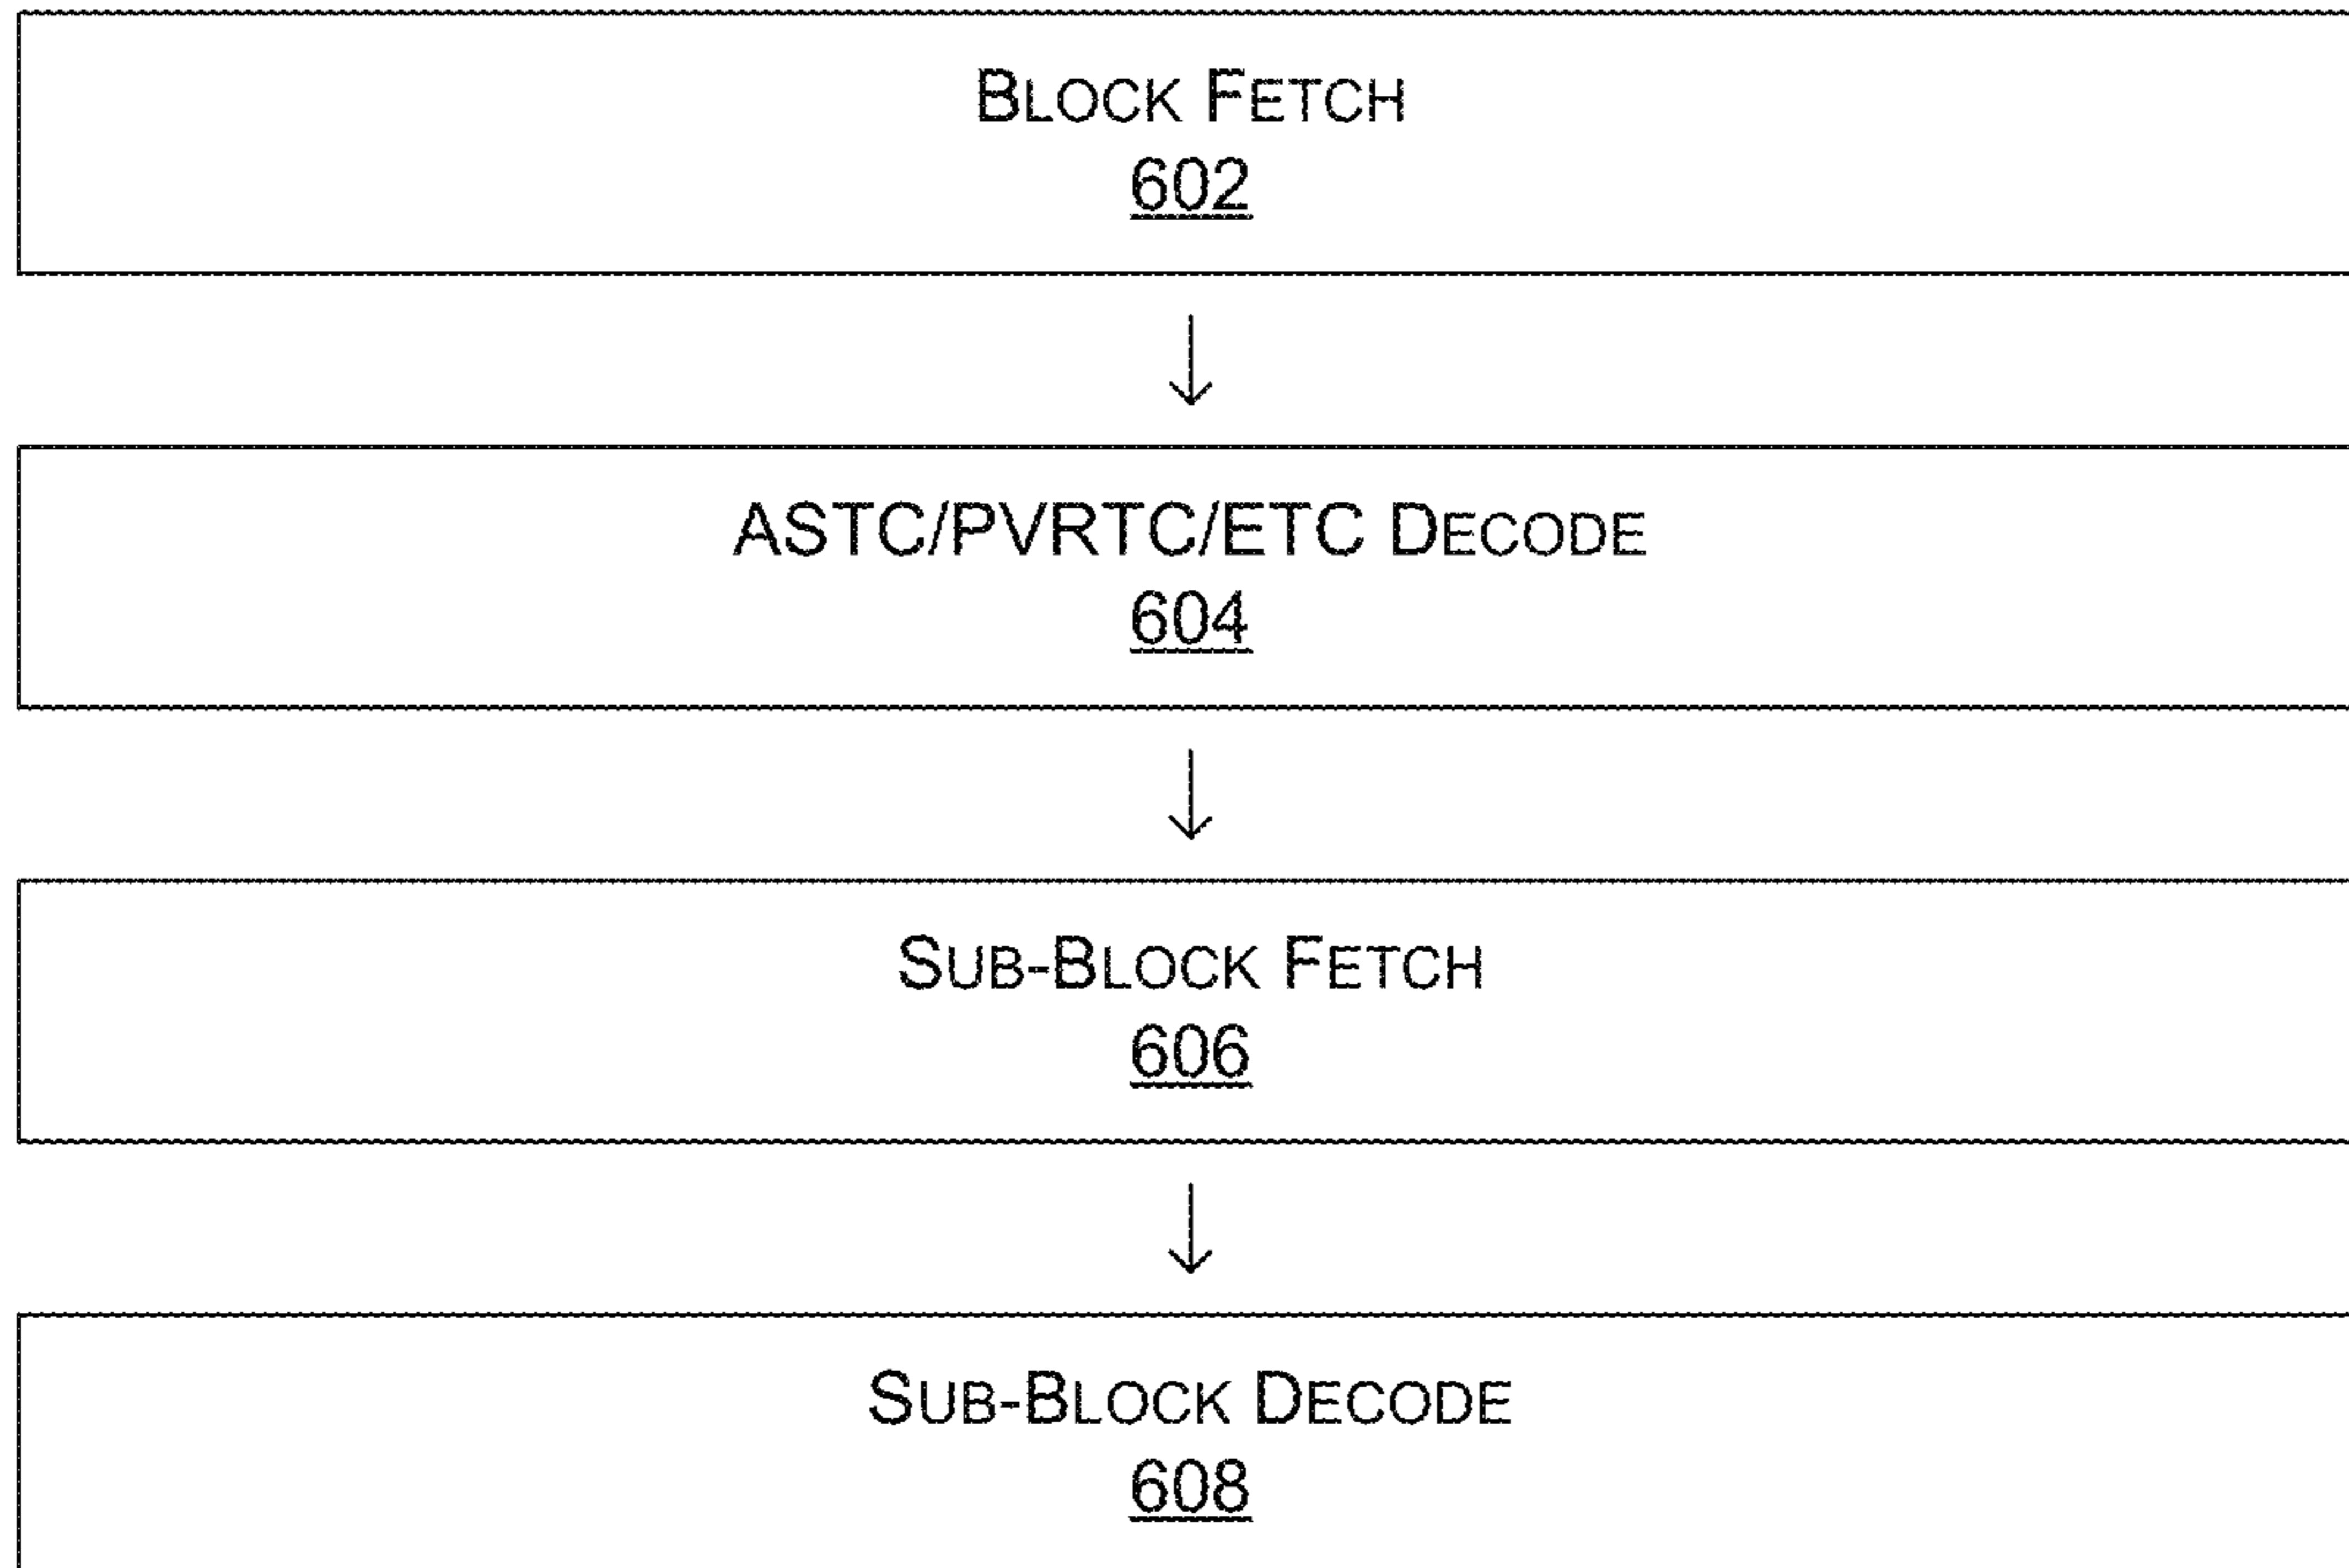 BLOCK FETCH
602
ASTC/PVRTC/ETC DECODE
604
SUB-BLOCK FETCH
606
SUB-BLOCK DECODE
608